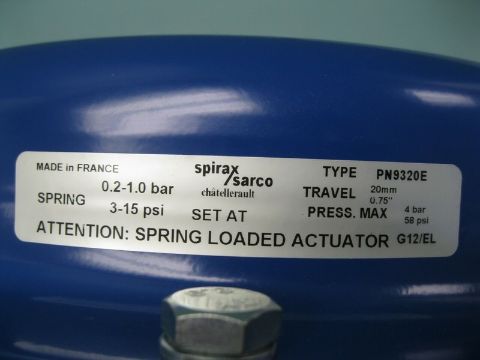 MADE in FRANCE
spirax
/sarco
châtellerault
TYPE PN9320E
SPRING 0.2-1.0 bar
3-15 psi
SET AT
TRAVEL 20mm
0.75"
PRESS. MAX 4 bar
58 psi
ATTENTION: SPRING LOADED ACTUATOR G12/EL